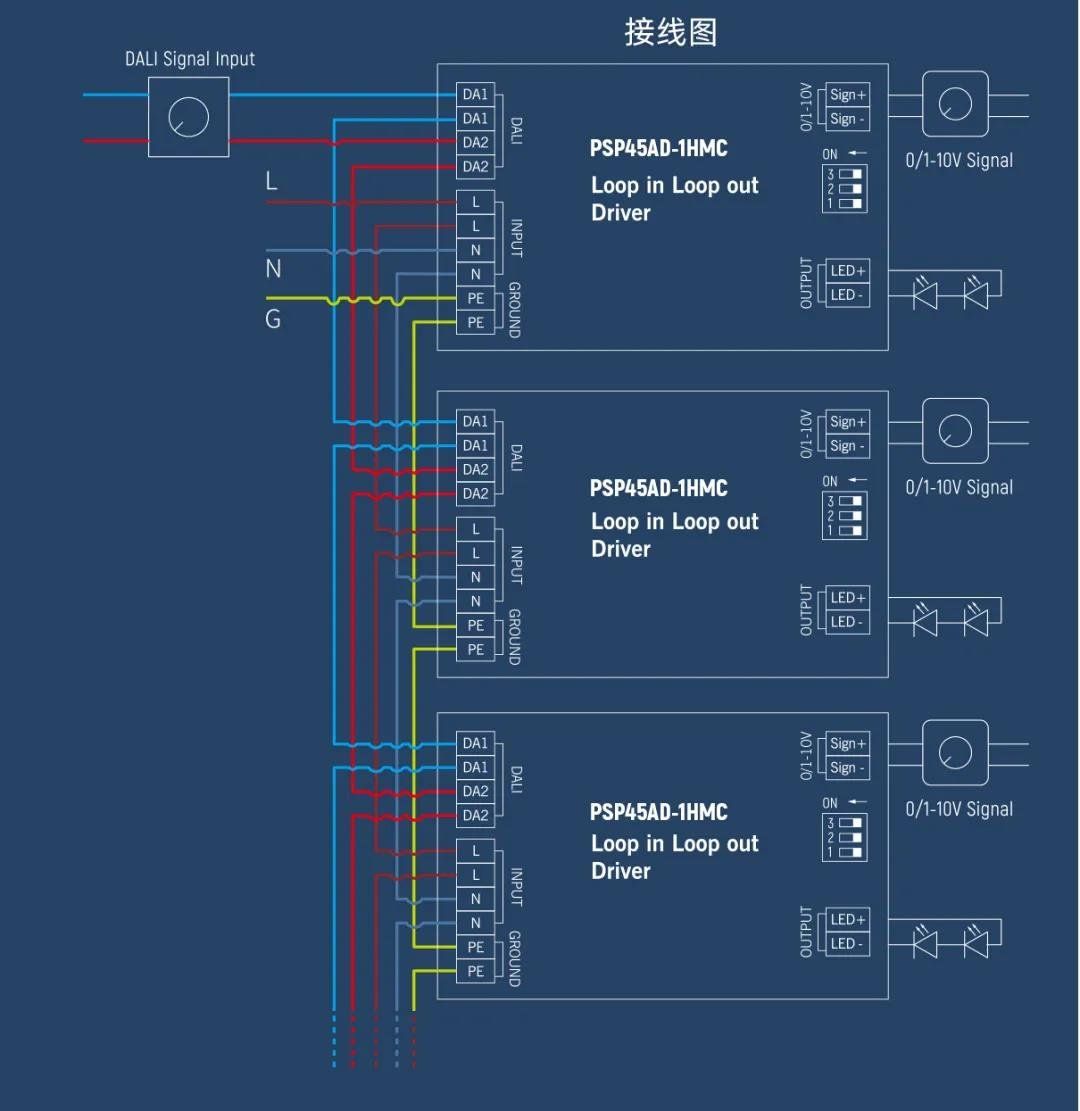 接线图
DALI Signal Input
L
N
G
DA1
DA1
DA2
DA2
DALI
L
L
N
N
INPUT
PE
PE
GROUND
PSP45AD-1HMC
Loop in Loop out
Driver
0/1-10V
Sign+
Sign -
ON
3
2
1
OUTPUT
LED+
LED -
0/1-10V Signal
DA1
DA1
DA2
DA2
DALI
L
L
N
N
INPUT
PE
PE
GROUND
PSP45AD-1HMC
Loop in Loop out
Driver
0/1-10V
Sign+
Sign -
ON
3
2
1
OUTPUT
LED+
LED -
0/1-10V Signal
DA1
DA1
DA2
DA2
DALI
L
L
N
N
INPUT
PE
PE
GROUND
PSP45AD-1HMC
Loop in Loop out
Driver
0/1-10V
Sign+
Sign -
ON
3
2
1
OUTPUT
LED+
LED -
0/1-10V Signal